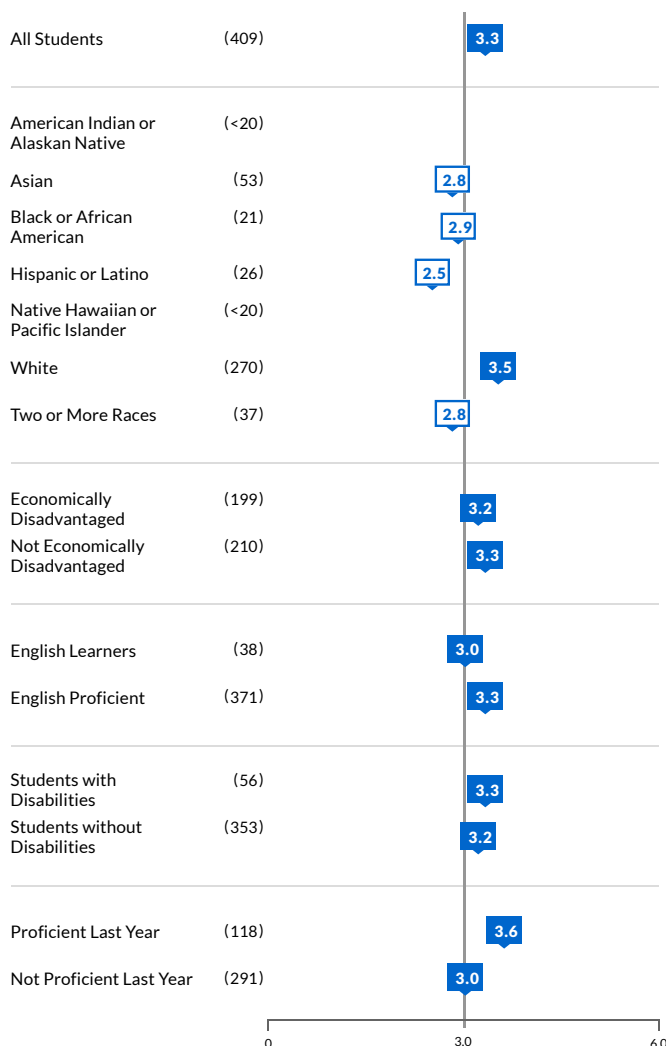 All Students (409) 3.3
American Indian or (<20)
Alaskan Native
Asian (53) 2.8
Black or African (21)
American 2.9
Hispanic or Latino (26) 2.5
Native Hawaiian or (<20)
Pacific Islander
White (270) 3.5
Two or More Races (37) 2.8
Economically (199)
Disadvantaged 3.2
Not Economically (210)
Disadvantaged 3.3
English Learners (38) 3.0
English Proficient (371) 3.3
Students with (56)
Disabilities 3.3
Students without (353)
Disabilities 3.2
Proficient Last Year (118) 3.6
Not Proficient Last Year (291) 3.0
0 3.0 6.0